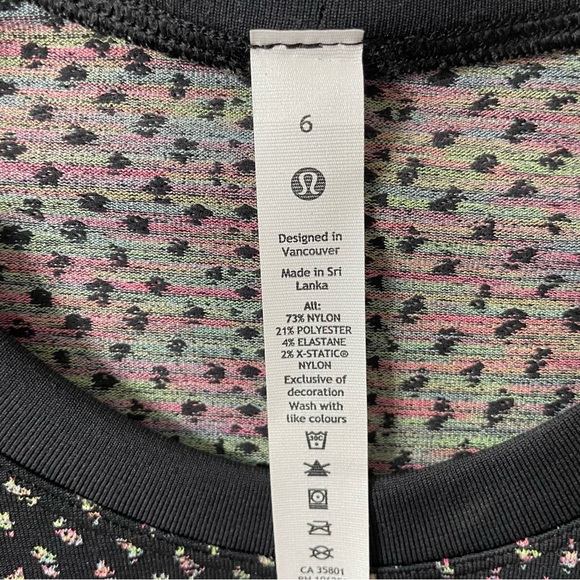 6
Designed in
Vancouver
Made in Sri
Lanka
All:
73% NYLON
21% POLYESTER
4% ELASTANE
2% X-STATIC®
NYLON
Exclusive of
decoration
Wash with
like colours
30C
CA 35801